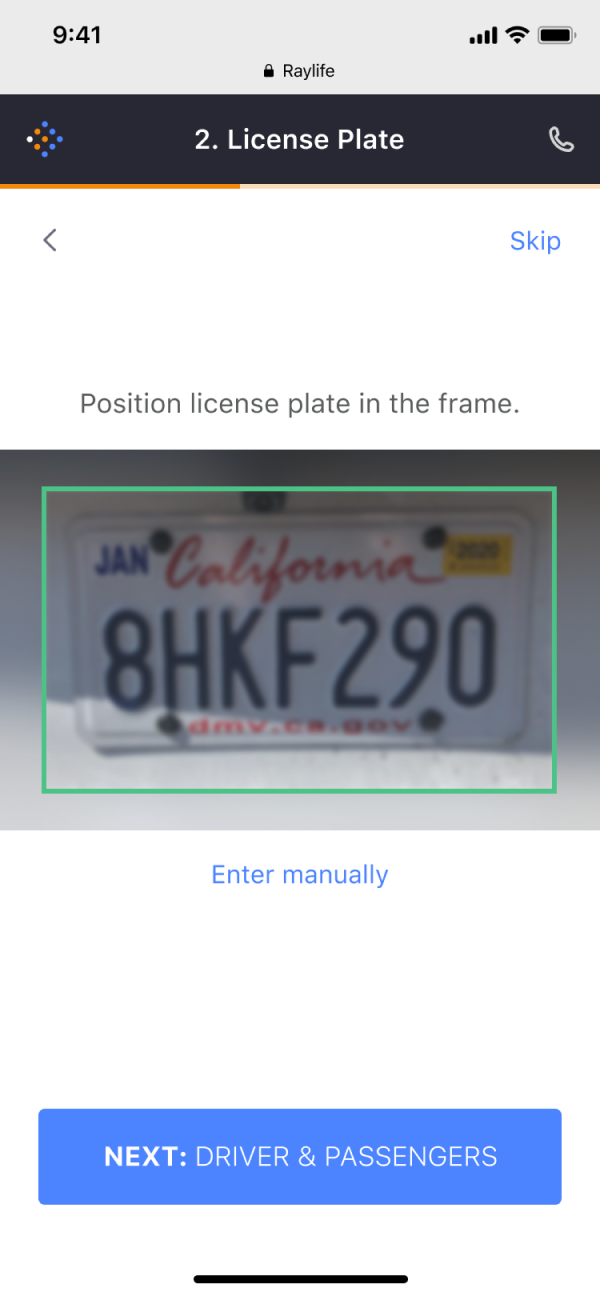 9:41
Raylife
2. License Plate
Skip
Position license plate in the frame.
JAN California 2020
8HKF290
dmv.ca.gov
Enter manually
NEXT: DRIVER & PASSENGERS